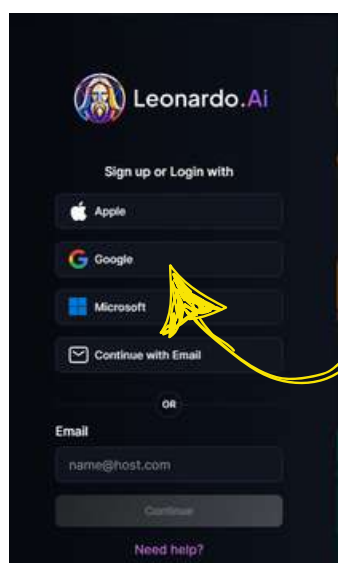 Leonardo.Ai
Sign up or Login with
Apple
Google
Microsoft
Continue with Email
OR
Email
name@host.com
Continue
Need help?